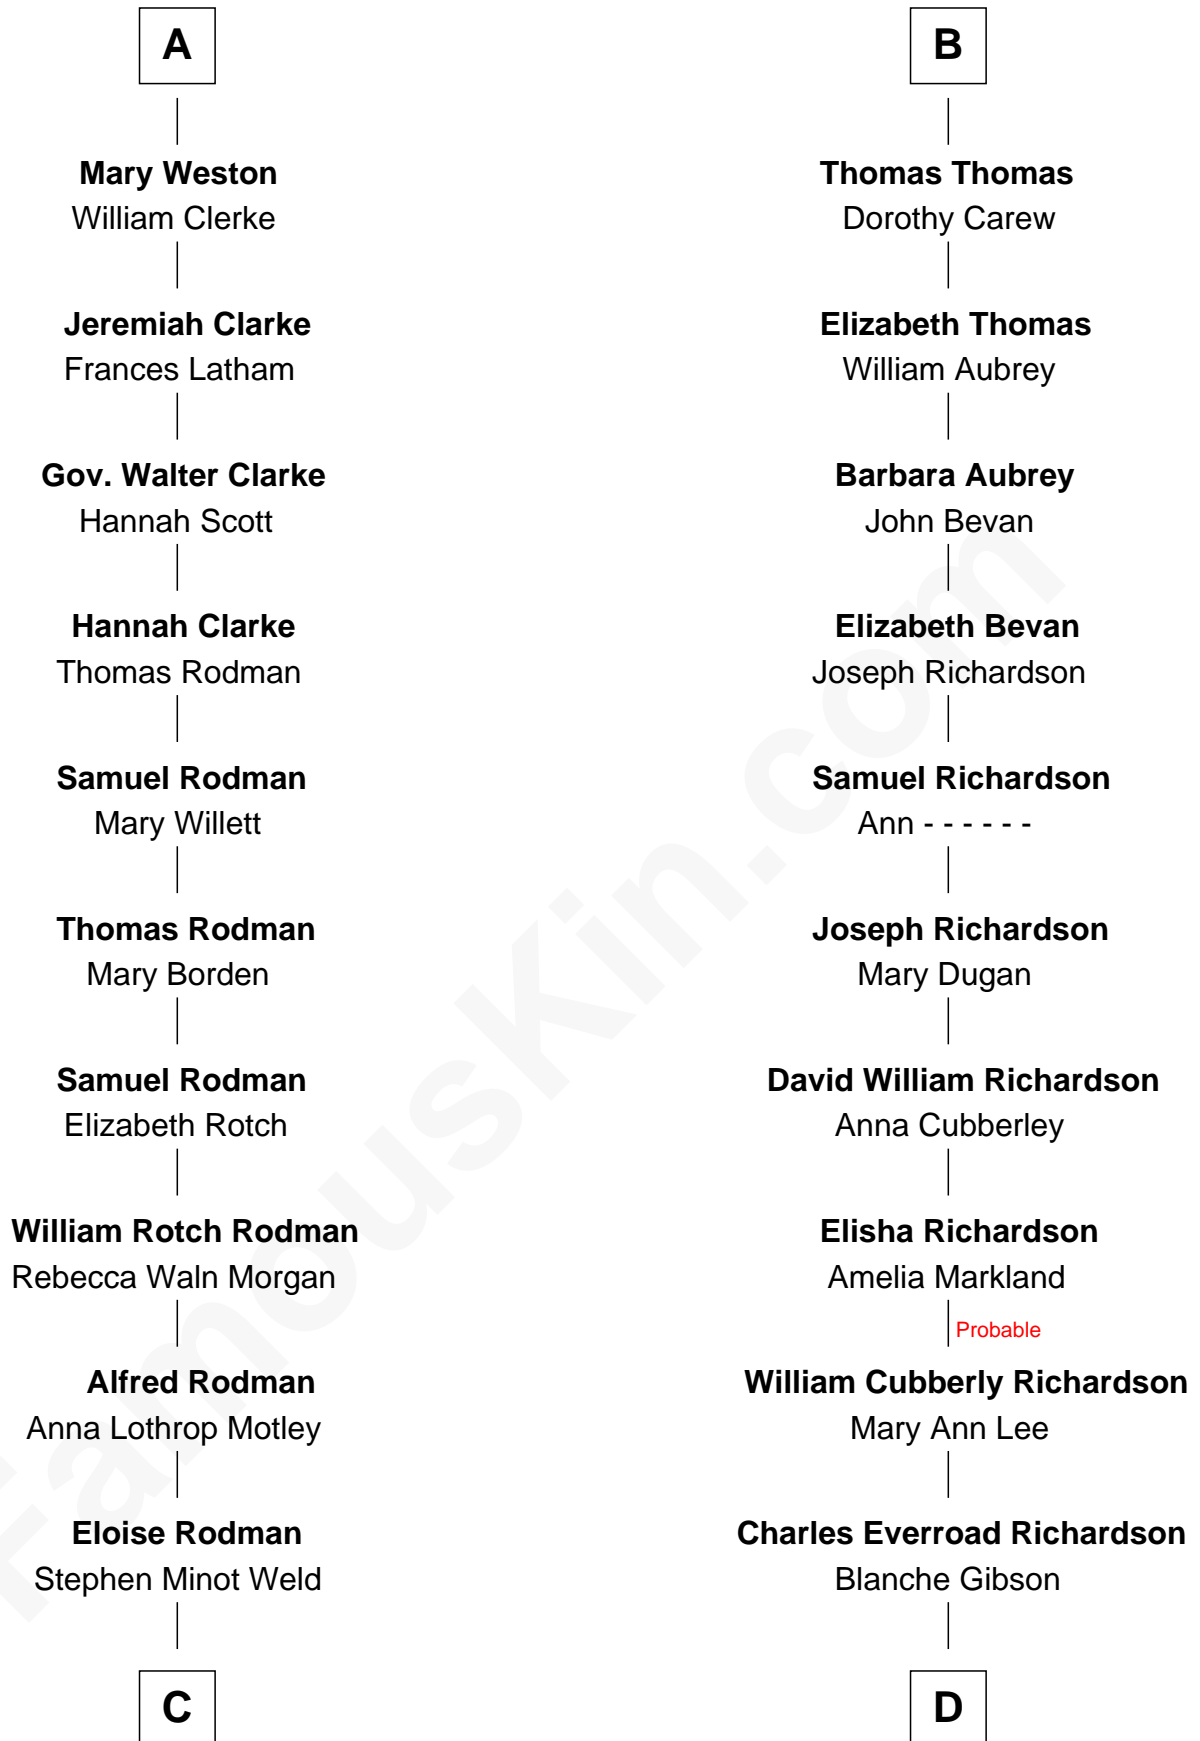 A
Mary Weston
William Clerke
Jeremiah Clarke
Frances Latham
Gov. Walter Clarke
Hannah Scott
Hannah Clarke
Thomas Rodman
Samuel Rodman
Mary Willett
Thomas Rodman
Mary Borden
Samuel Rodman
Elizabeth Rotch
William Rotch Rodman
Rebecca Waln Morgan
Alfred Rodman
Anna Lothrop Motley
Eloise Rodman
Stephen Minot Weld
C
B
Thomas Thomas
Dorothy Carew
Elizabeth Thomas
William Aubrey
Barbara Aubrey
John Bevan
Elizabeth Bevan
Joseph Richardson
Samuel Richardson
Ann - - - - - -
Joseph Richardson
Mary Dugan
David William Richardson
Anna Cubberley
Elisha Richardson
Amelia Markland
Probable
William Cubberly Richardson
Mary Ann Lee
Charles Everroad Richardson
Blanche Gibson
D
FamousKin.com